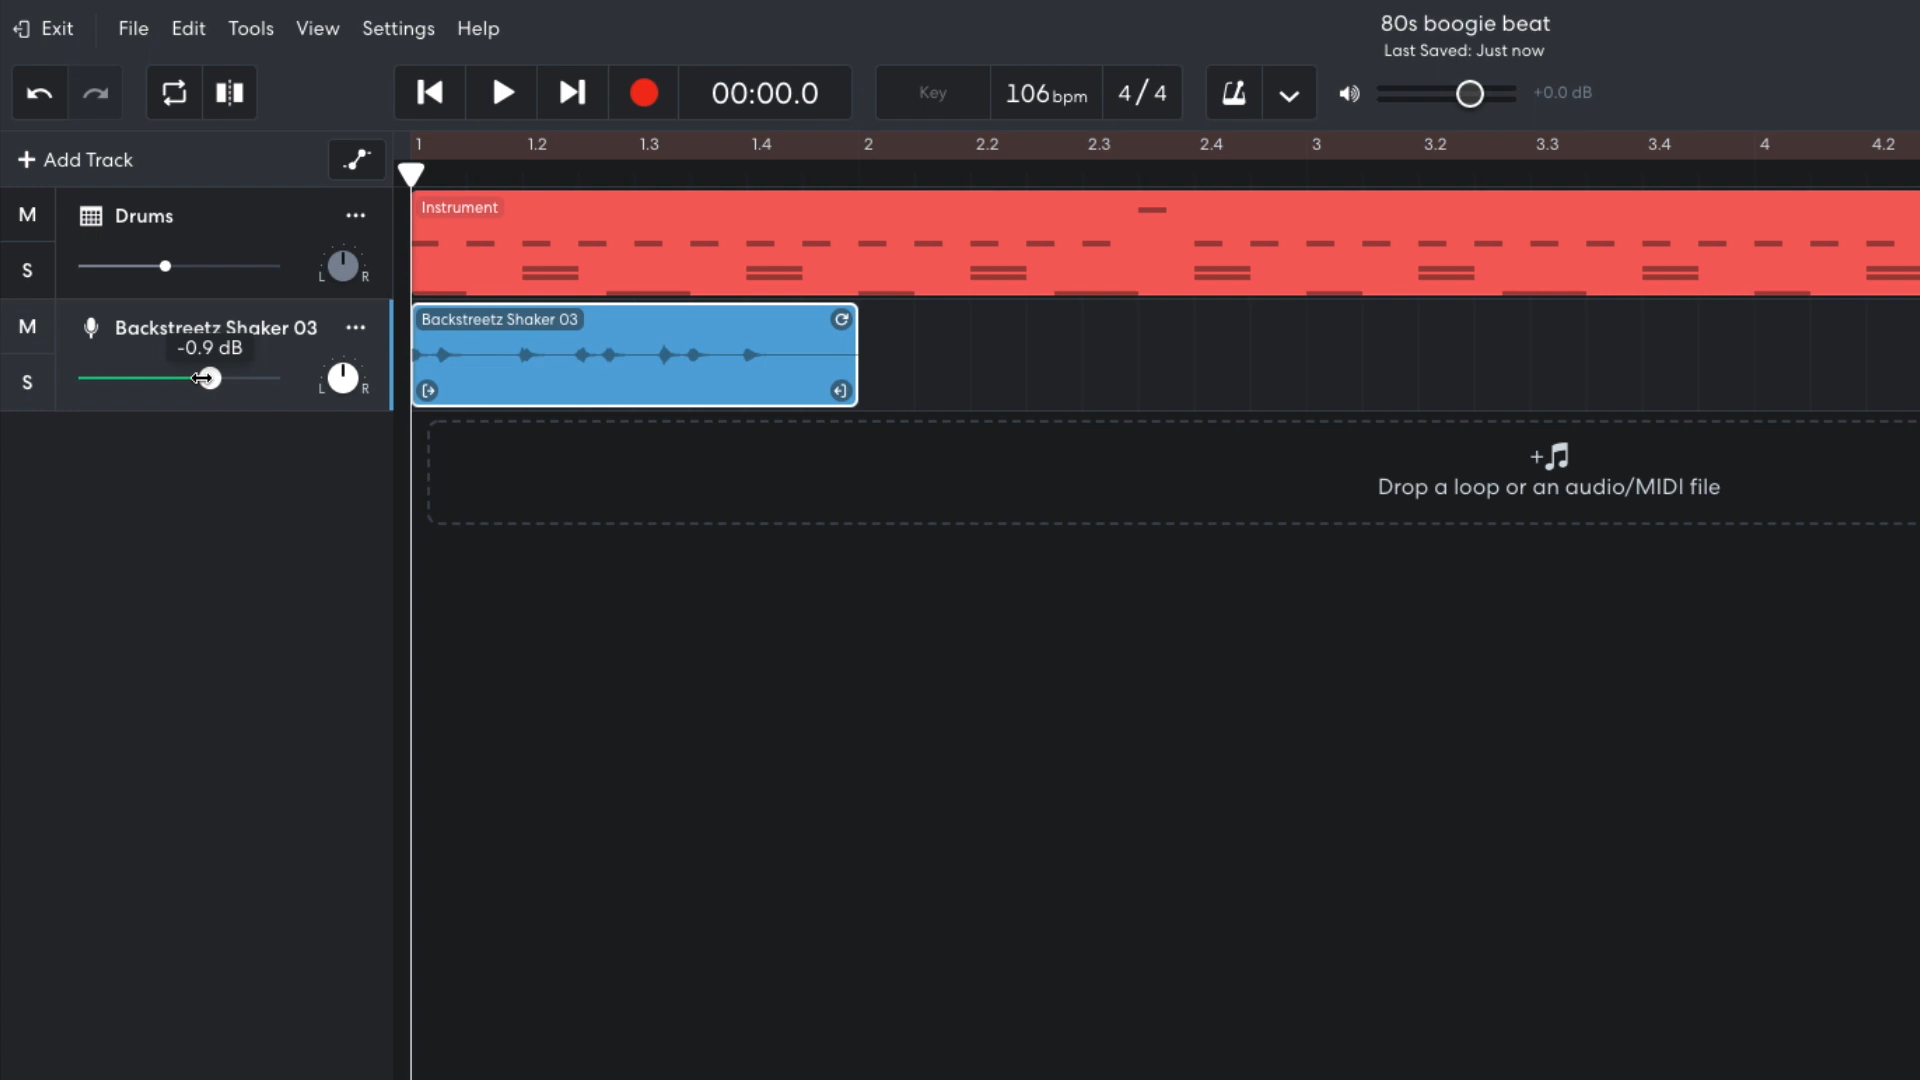 Exit File Edit Tools View Settings Help
80s boogie beat
Last Saved: Just now
00:00.0 Key 106 bpm 4/4 +0.0 dB
+ Add Track
1 1.2 1.3 1.4 2 2.2 2.3 2.4 3 3.2 3.3 3.4 4 4.2
M Drums ...
S L R
Instrument
M Backstreetz Shaker 03 ...
-0.9 dB
S L R
Backstreetz Shaker 03
+
Drop a loop or an audio/MIDI file